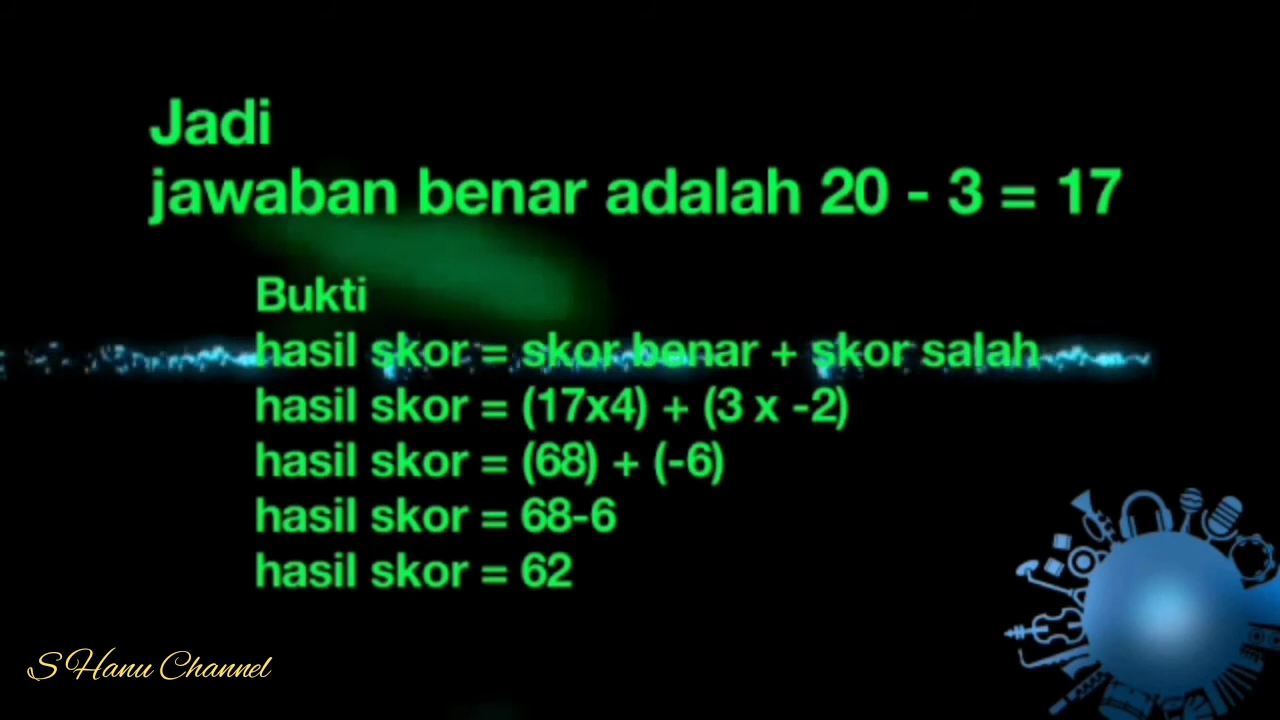 Jadi
jawaban benar adalah 20 - 3 = 17
Bukti
hasil skor = skor benar + skor salah
hasil skor = (17x4) + (3 x -2)
hasil skor = (68) + (-6)
hasil skor = 68-6
hasil skor = 62
S Hanu Channel